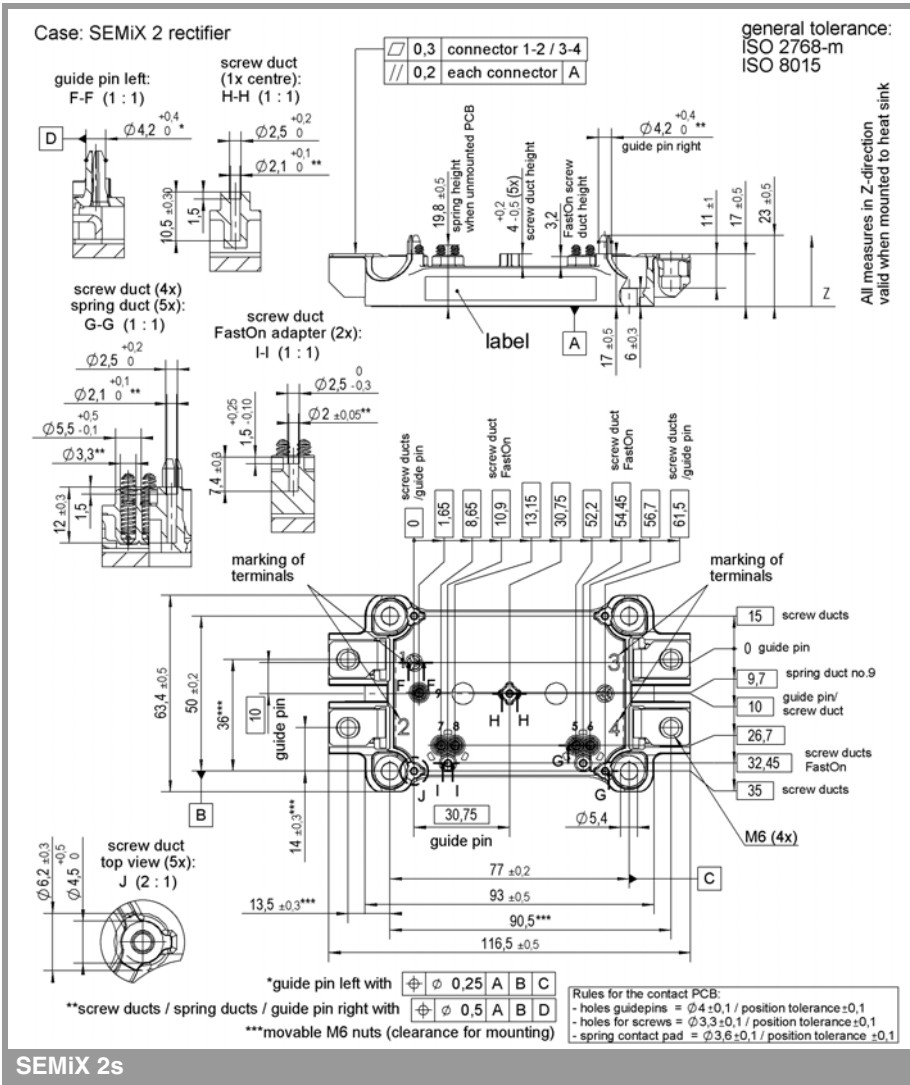 Case: SEMiX 2 rectifier
general tolerance:
ISO 2768-m
ISO 8015
0,3 connector 1-2 / 3-4
// 0,2 each connector A
guide pin left:
F-F (1 : 1)
D
Ø4,2 +0,4 0 *
screw duct
(1x centre):
H-H (1 : 1)
Ø2,5 +0,2 0
Ø2,1 +0,1 0 **
10,5 ±0,30
1,5
19,8 ±0,5
spring height
when unmounted PCB
+0,2
4 -0,5 (5x)
screw duct height
3,2
FastOn screw
duct height
Ø4,2 +0,4 0 **
guide pin right
11 ±1
17 ±0,5
23 ±0,5
Z
All measures in Z-direction
valid when mounted to heat sink
label
A
17 ±0,5
6 ±0,3
screw duct (4x)
spring duct (5x):
G-G (1 : 1)
Ø2,5 +0,2 0
Ø2,1 +0,1 0 **
Ø5,5 +0,5 -0,1
Ø3,3**
12 ±0,3
1,5
screw duct
FastOn adapter (2x):
I-I (1 : 1)
Ø2,5 0 -0,3
Ø2 ±0,05**
1,5 +0,25 -0,10
7,4 ±0,3
screw ducts
/guide pin
screw duct
FastOn
screw duct
FastOn
screw ducts
/guide pin
0
1,65
8,65
10,9
13,15
30,75
52,2
54,45
56,7
61,5
marking of
terminals
marking of
terminals
63,4 ±0,5
50 ±0,2
36***
10
guide pin
14 ±0,3***
B
1
2
3
4
F F
9
H H
7 8
5 6
G
G
J
I I
15 screw ducts
0 guide pin
9,7 spring duct no.9
10 guide pin/
screw duct
26,7
32,45 screw ducts
FastOn
35 screw ducts
30,75
guide pin
Ø5,4
M6 (4x)
77 ±0,2
C
93 ±0,5
13,5 ±0,3***
90,5***
116,5 ±0,5
screw duct
top view (5x):
J (2 : 1)
Ø6,2 ±0,3
Ø4,5 +0,5 0
*guide pin left with ⌖ ø 0,25 A B C
**screw ducts / spring ducts / guide pin right with ⌖ ø 0,5 A B D
***movable M6 nuts (clearance for mounting)
Rules for the contact PCB:
- holes guidepins = Ø4±0,1 / position tolerance±0,1
- holes for screws = Ø3,3±0,1 / position tolerance±0,1
- spring contact pad = Ø3,6±0,1 / position tolerance ±0,1
SEMiX 2s